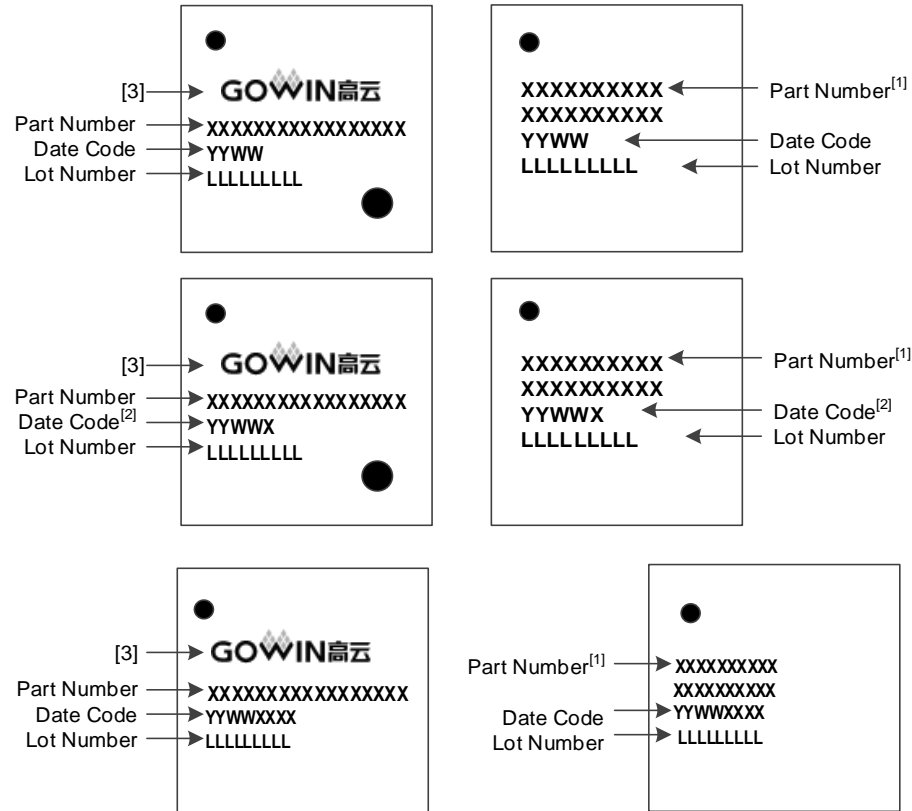 [3]
GOWIN高云
Part Number
XXXXXXXXXXXXXXXXX
Date Code
YYWW
Lot Number
LLLLLLLLL
XXXXXXXXXX
Part Number[1]
XXXXXXXXXX
YYWW
Date Code
LLLLLLLLL
Lot Number
[3]
GOWIN高云
Part Number
XXXXXXXXXXXXXXXXX
Date Code[2]
YYWWX
Lot Number
LLLLLLLLL
XXXXXXXXXX
Part Number[1]
XXXXXXXXXX
YYWWX
Date Code[2]
LLLLLLLLL
Lot Number
[3]
GOWIN高云
Part Number
XXXXXXXXXXXXXXXXX
Date Code
YYWWXXXX
Lot Number
LLLLLLLLL
Part Number[1]
XXXXXXXXXX
XXXXXXXXXX
Date Code
YYWWXXXX
Lot Number
LLLLLLLLL